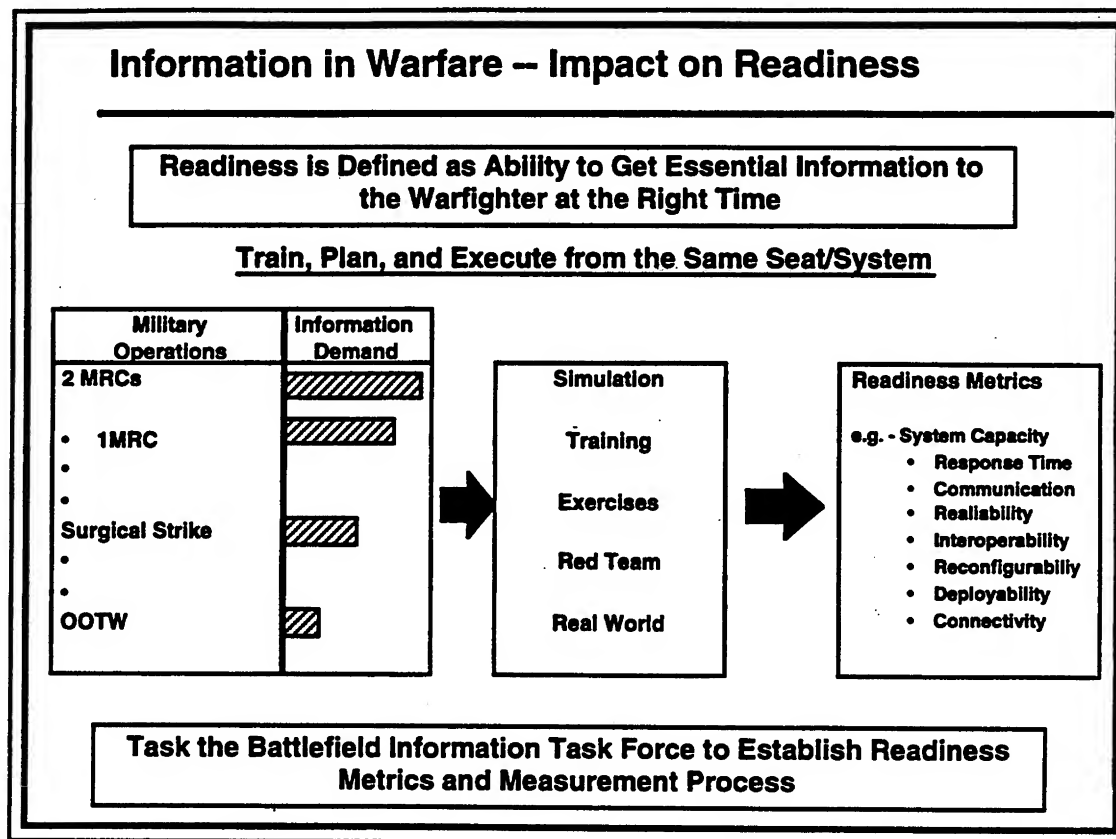 Information in Warfare -- Impact on Readiness
Readiness is Defined as Ability to Get Essential Information to
the Warfighter at the Right Time
Train, Plan, and Execute from the Same Seat/System
Military
Operations
Information
Demand
2 MRCs
• 1MRC
•
•
Surgical Strike
•
•
OOTW
Simulation
Training
Exercises
Red Team
Real World
Readiness Metrics
e.g. - System Capacity
• Response Time
• Communication
• Realiability
• Interoperability
• Reconfigurabiliy
• Deployability
• Connectivity
Task the Battlefield Information Task Force to Establish Readiness
Metrics and Measurement Process